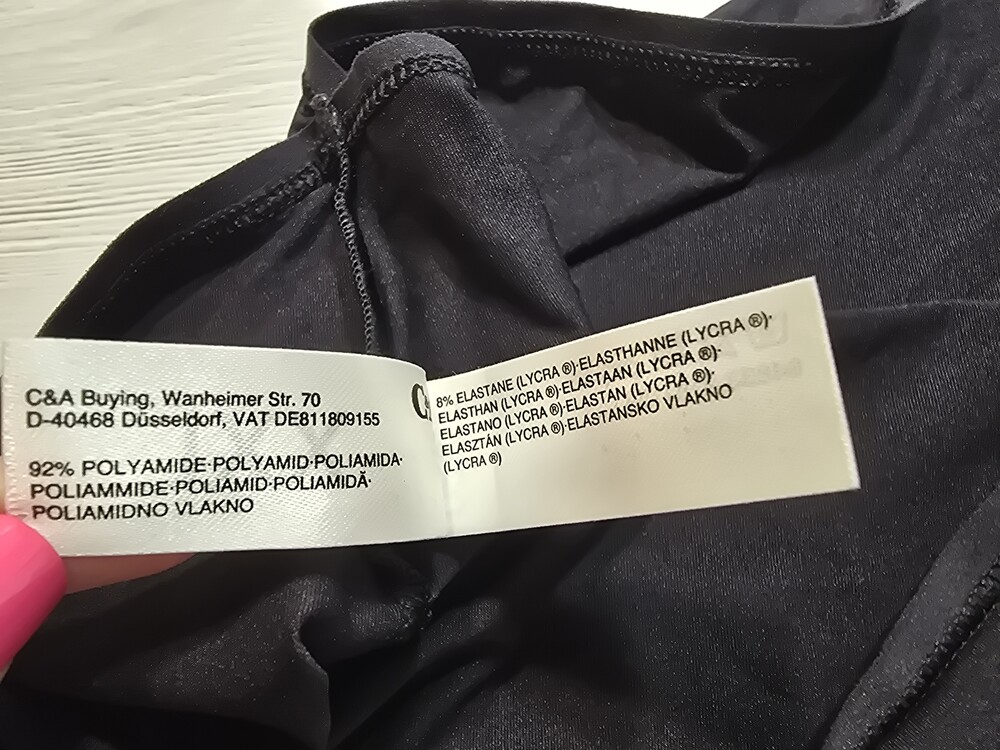 C&A Buying, Wanheimer Str. 70
D-40468 Düsseldorf, VAT DE811809155
92% POLYAMIDE·POLYAMID·POLIAMIDA·
POLIAMMIDE·POLIAMID·POLIAMIDĂ·
POLIAMIDNO VLAKNO
8% ELASTANE (LYCRA ®)·ELASTHANNE (LYCRA ®)·
ELASTHAN (LYCRA ®)·ELASTAAN (LYCRA ®)·
ELASTANO (LYCRA ®)·ELASTAN (LYCRA ®)·
ELASZTÁN (LYCRA ®)·ELASTANSKO VLAKNO
(LYCRA ®)